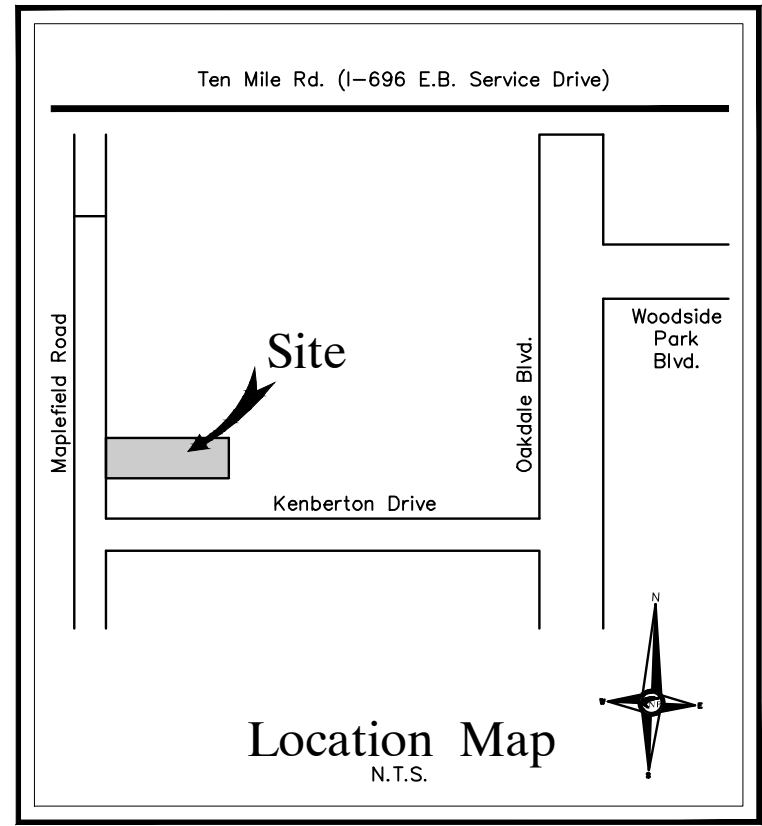 Ten Mile Rd. (I-696 E.B. Service Drive)
Maplefield Road
Site
Oakdale Blvd.
Woodside
Park
Blvd.
Kenberton Drive
N
W
E
S
Location Map
N.T.S.